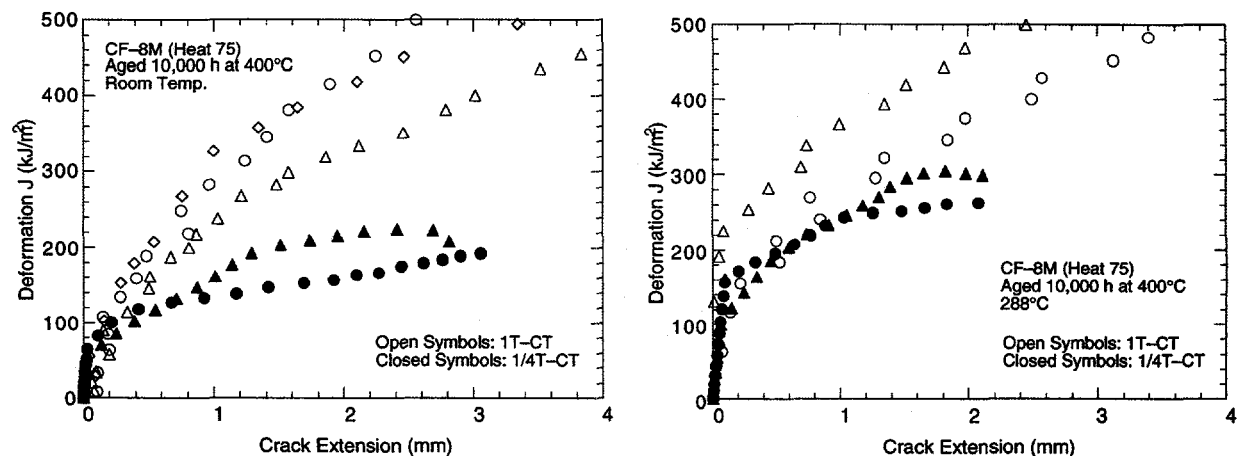 500
400
300
200
100
0
Deformation J (kJ/m²)
CF–8M (Heat 75)
Aged 10,000 h at 400°C
Room Temp.
Open Symbols: 1T–CT
Closed Symbols: 1/4T–CT
0 1 2 3 4
Crack Extension (mm)
500
400
300
200
100
0
Deformation J (kJ/m²)
CF–8M (Heat 75)
Aged 10,000 h at 400°C
288°C
Open Symbols: 1T–CT
Closed Symbols: 1/4T–CT
0 1 2 3 4
Crack Extension (mm)